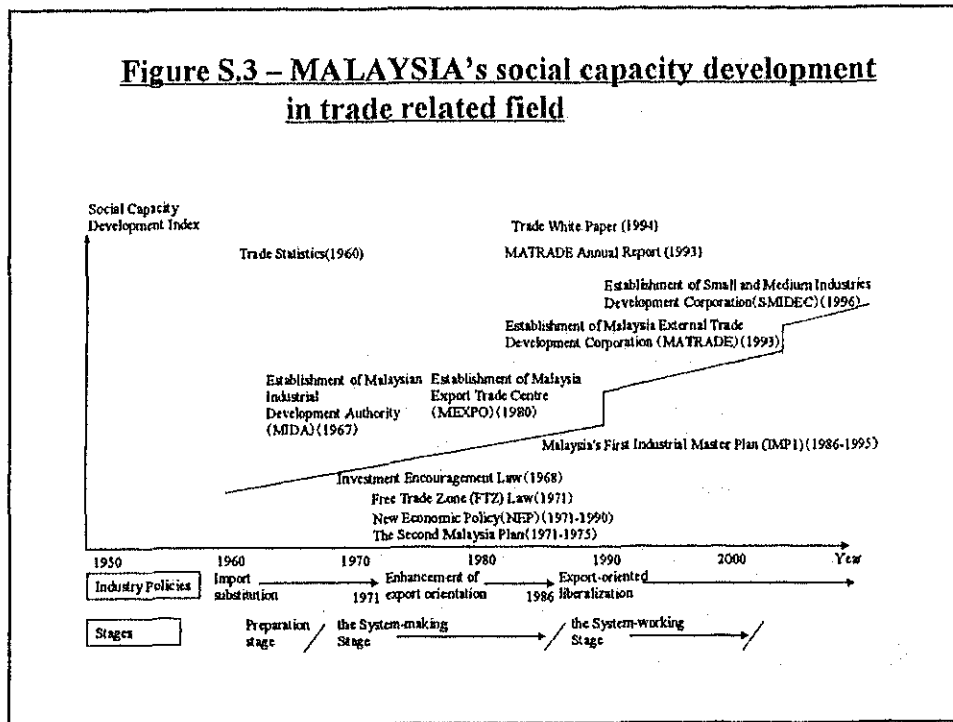 Figure S.3 – MALAYSIA's social capacity development
in trade related field
Social Capacity
Development Index
Trade White Paper (1994)
Trade Statistics(1960)
MATRADE Annual Report (1993)
Establishment of Small and Medium Industries
Development Corporation(SMIDEC)(1996)
Establishment of Malaysia External Trade
Development Corporation (MATRADE)(1993)
Establishment of Malaysian
Industrial
Development Authority
(MIDA)(1967)
Establishment of Malaysia
Export Trade Centre
(MEXPO)(1980)
Malaysia's First Industrial Master Plan (IMP1)(1986-1995)
Investment Encouragement Law(1968)
Free Trade Zone (FTZ) Law(1971)
New Economic Policy(NEP)(1971-1990)
The Second Malaysia Plan(1971-1975)
1950 1960 1970 1980 1990 2000 Year
Industry Policies
Import
substitution
1971
Enhancement of
export orientation
1986
Export-oriented
liberalization
Stages
Preparation
stage
the System-making
Stage
the System-working
Stage